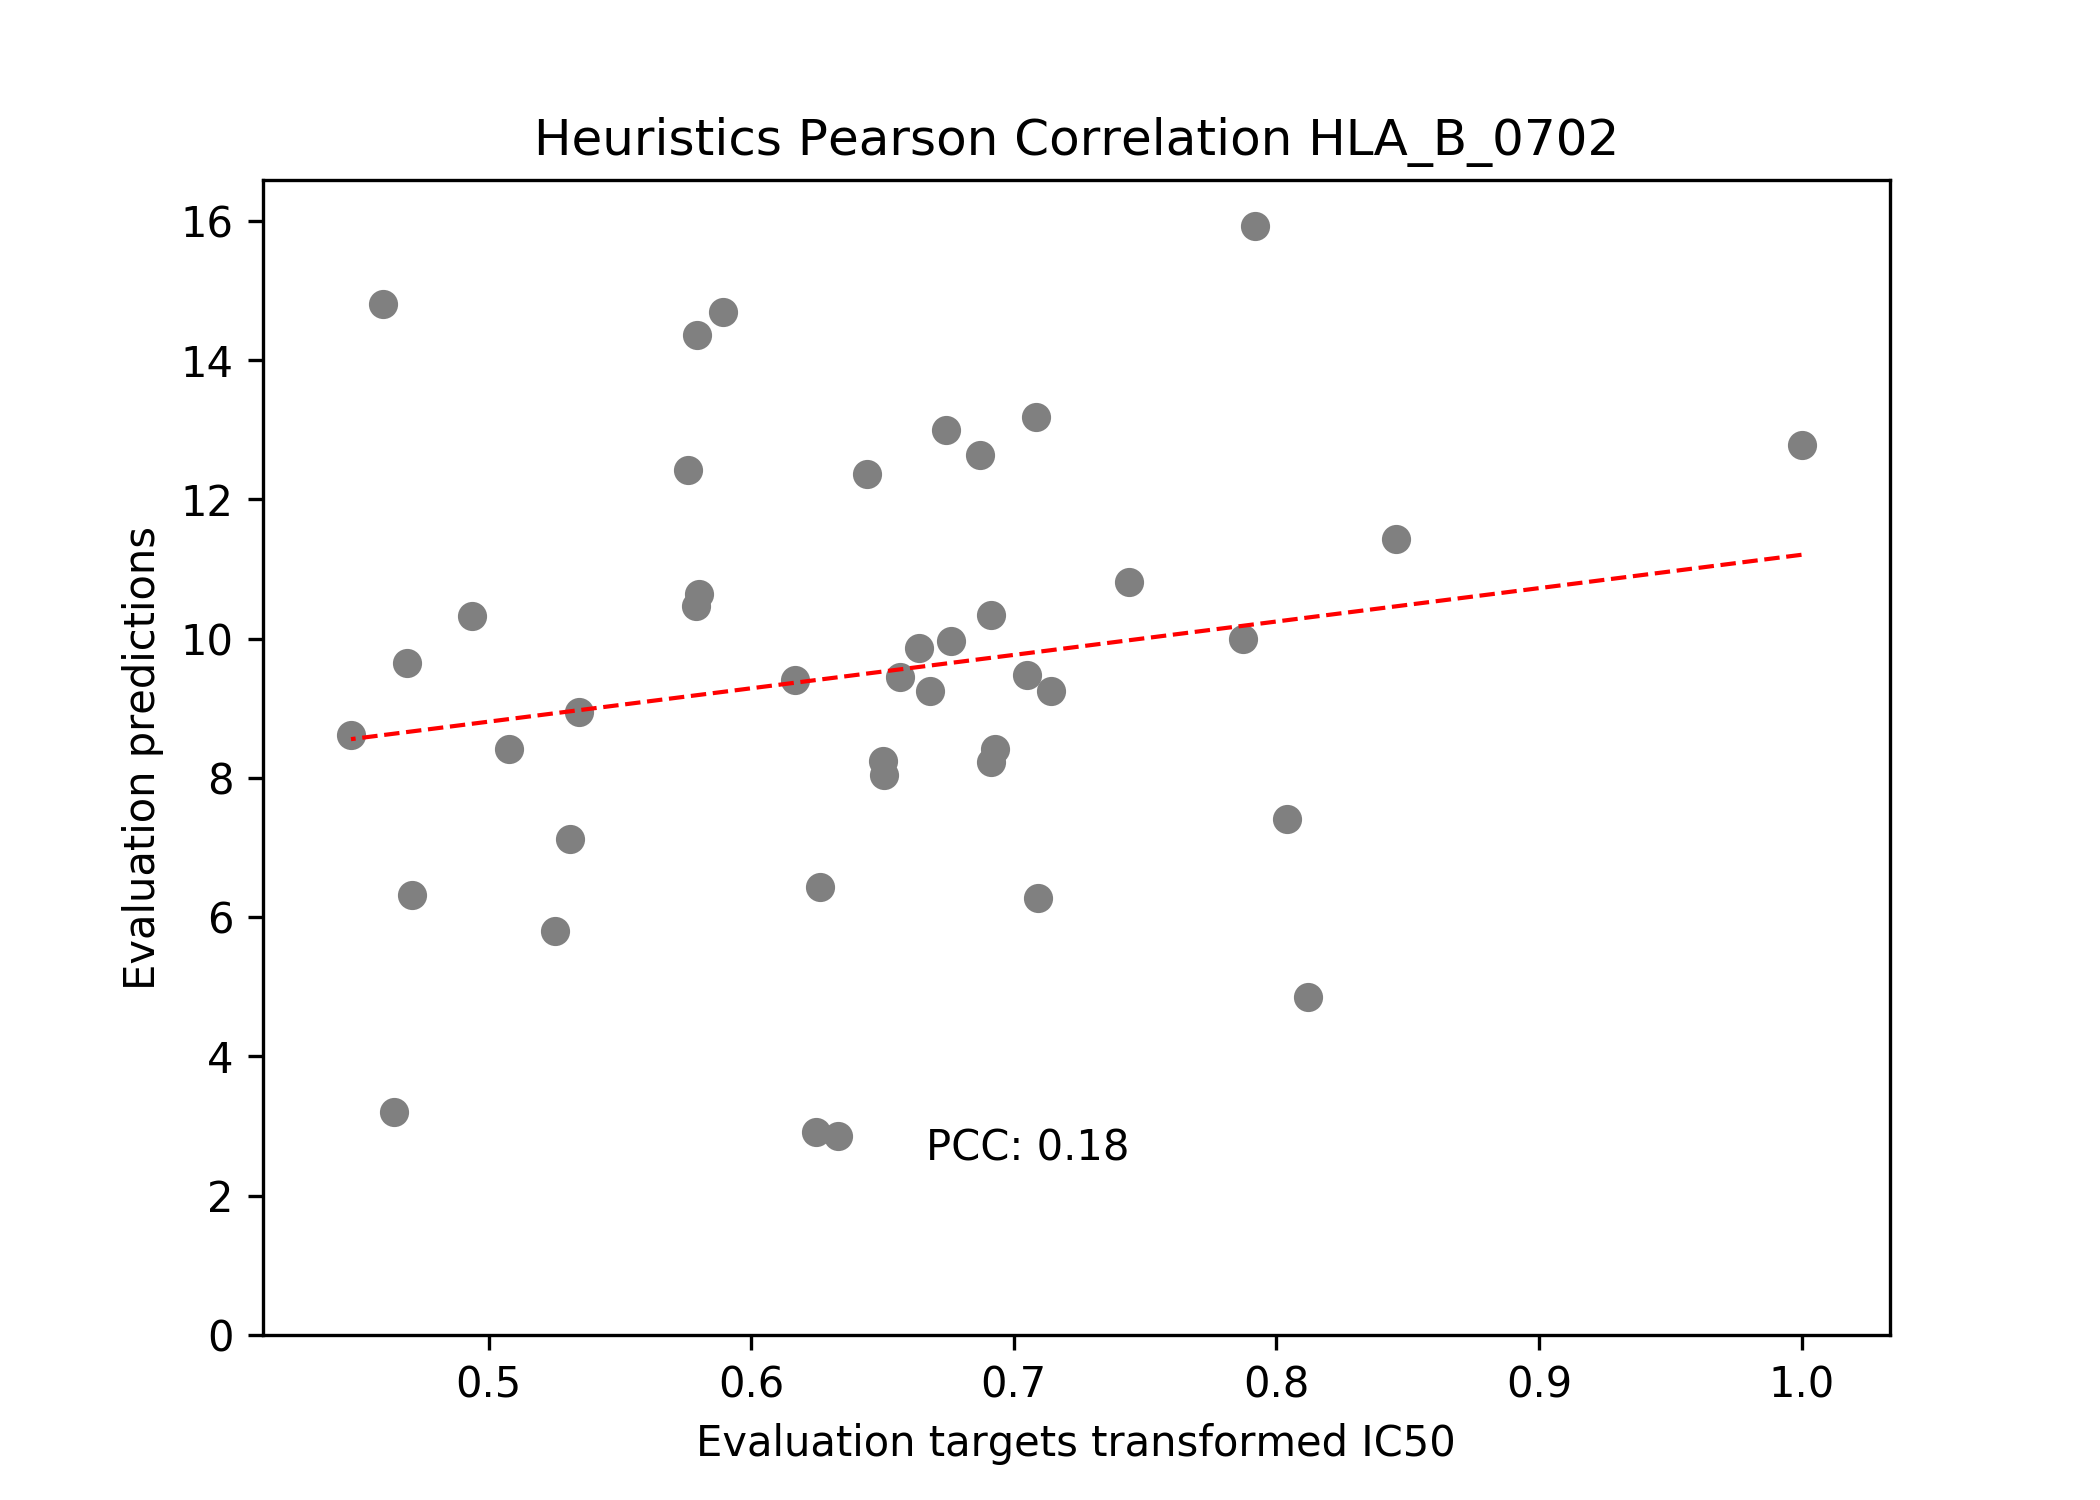 Heuristics Pearson Correlation HLA_B_0702
16
14
12
10
8
6
4
2
0
Evaluation predictions
PCC: 0.18
0.5 0.6 0.7 0.8 0.9 1.0
Evaluation targets transformed IC50